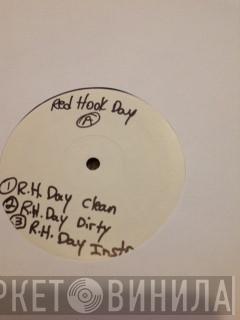 Red Hook Day
A
1 R.H. Day Clean
2 R.H. Day Dirty
3 R.H. Day Instr
МАРКЕТ ВИНИЛА